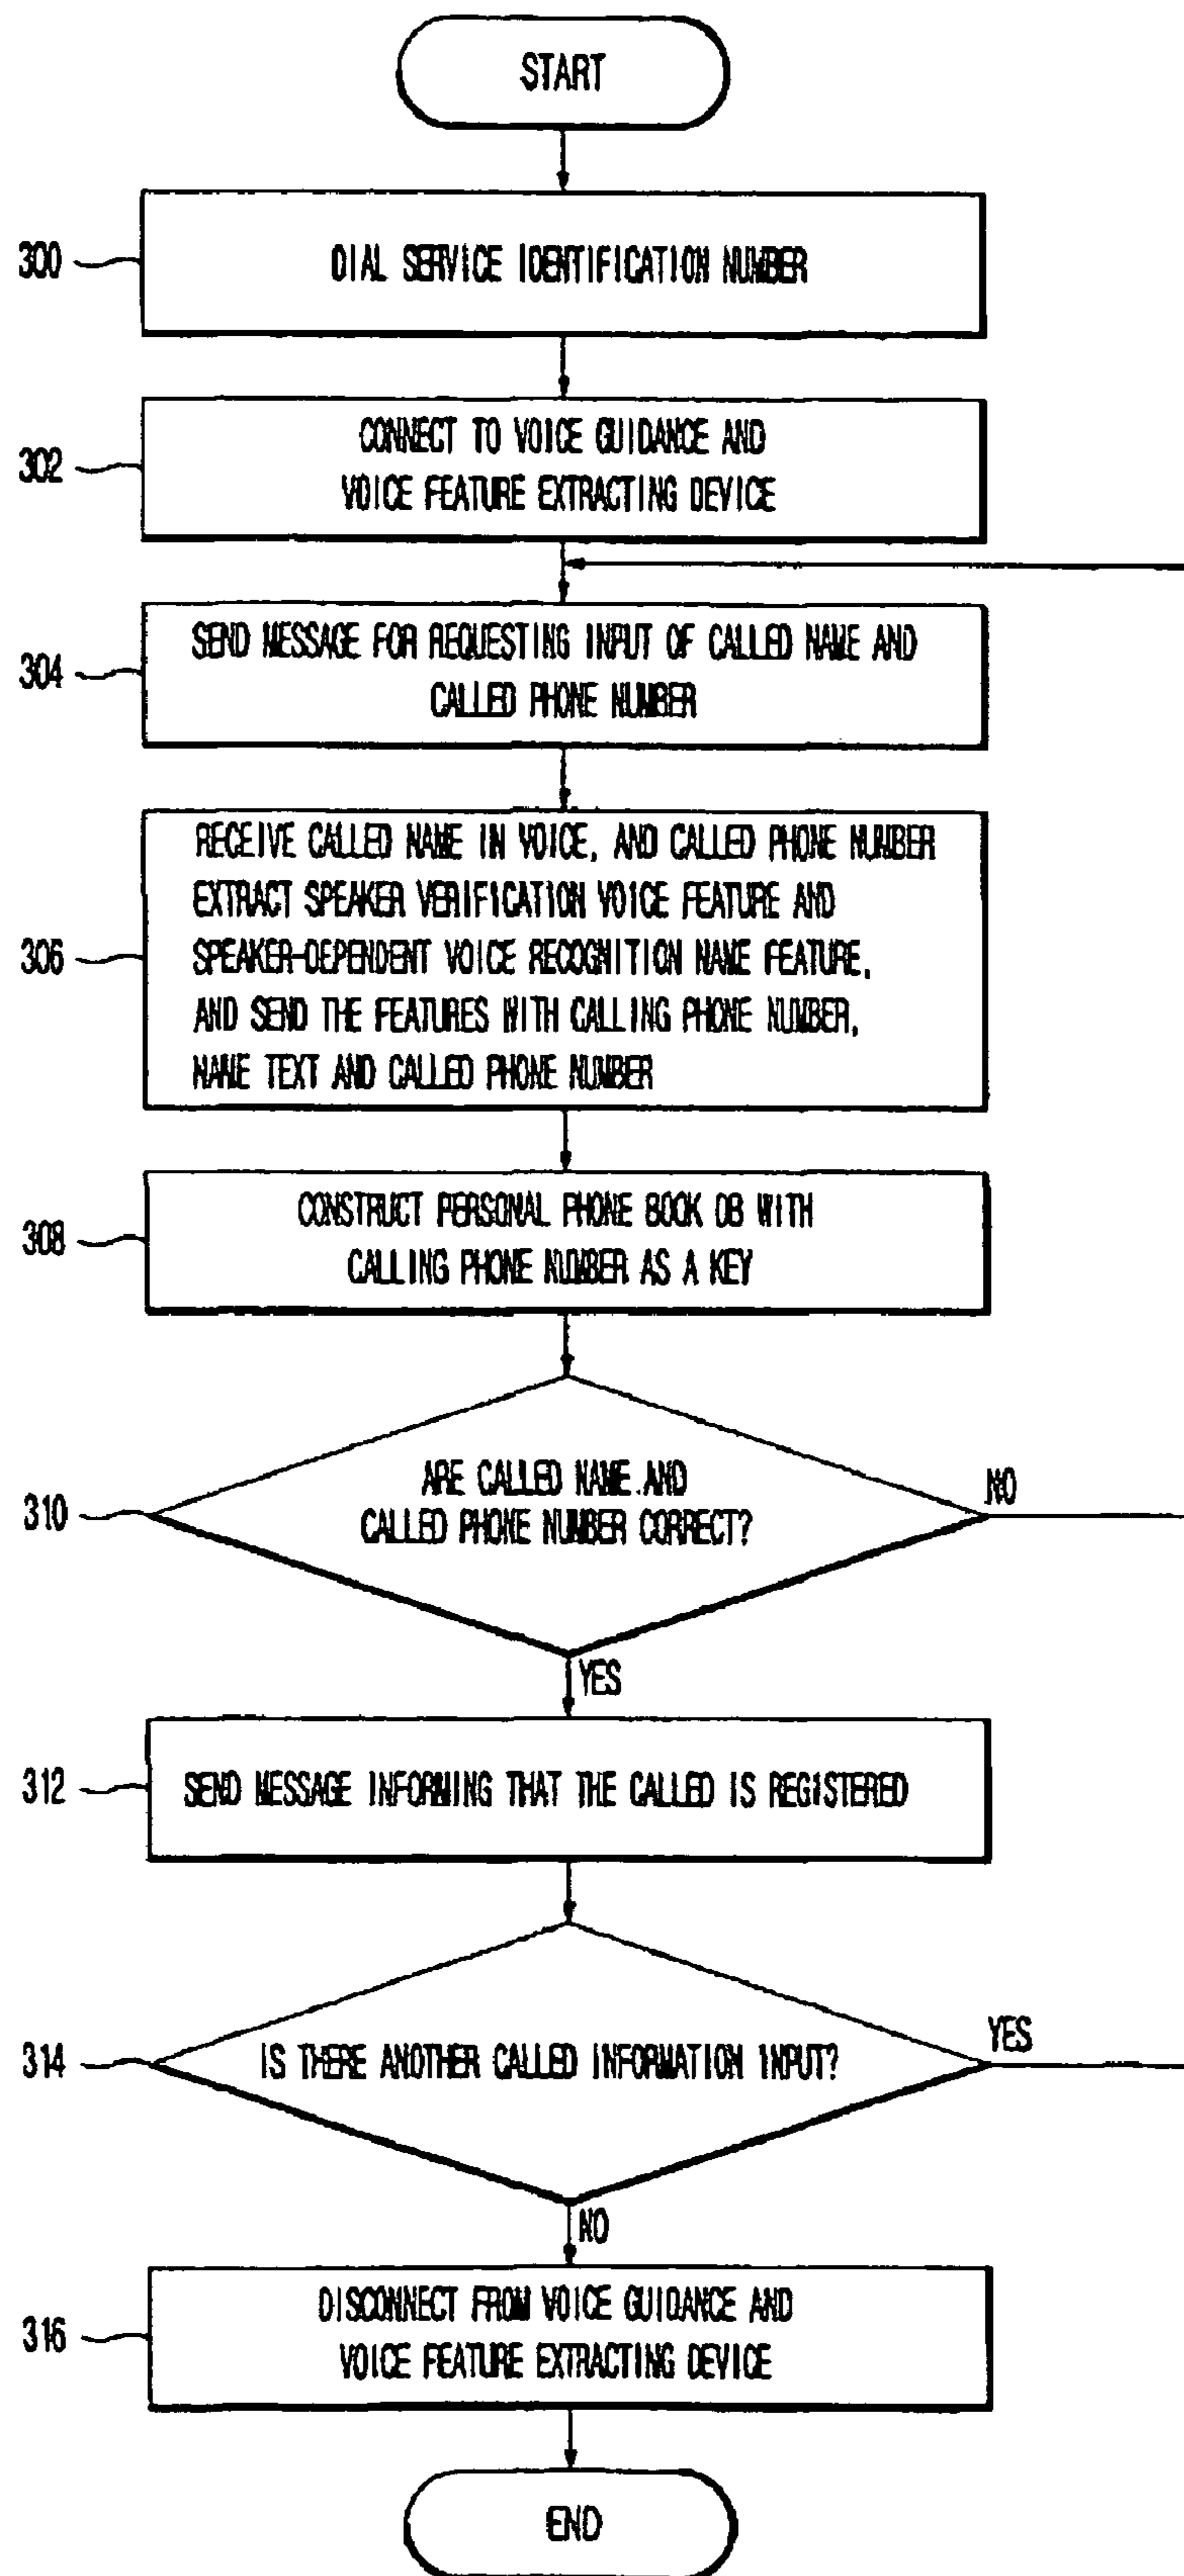 START
300
DIAL SERVICE IDENTIFICATION NUMBER
302
CONNECT TO VOICE GUIDANCE AND
VOICE FEATURE EXTRACTING DEVICE
304
SEND MESSAGE FOR REQUESTING INPUT OF CALLED NAME AND
CALLED PHONE NUMBER
306
RECEIVE CALLED NAME IN VOICE, AND CALLED PHONE NUMBER
EXTRACT SPEAKER VERIFICATION VOICE FEATURE AND
SPEAKER-DEPENDENT VOICE RECOGNITION NAME FEATURE,
AND SEND THE FEATURES WITH CALLING PHONE NUMBER,
NAME TEXT AND CALLED PHONE NUMBER
308
CONSTRUCT PERSONAL PHONE BOOK DB WITH
CALLING PHONE NUMBER AS A KEY
310
ARE CALLED NAME AND
CALLED PHONE NUMBER CORRECT?
NO
YES
312
SEND MESSAGE INFORMING THAT THE CALLED IS REGISTERED
314
IS THERE ANOTHER CALLED INFORMATION INPUT?
YES
NO
316
DISCONNECT FROM VOICE GUIDANCE AND
VOICE FEATURE EXTRACTING DEVICE
END